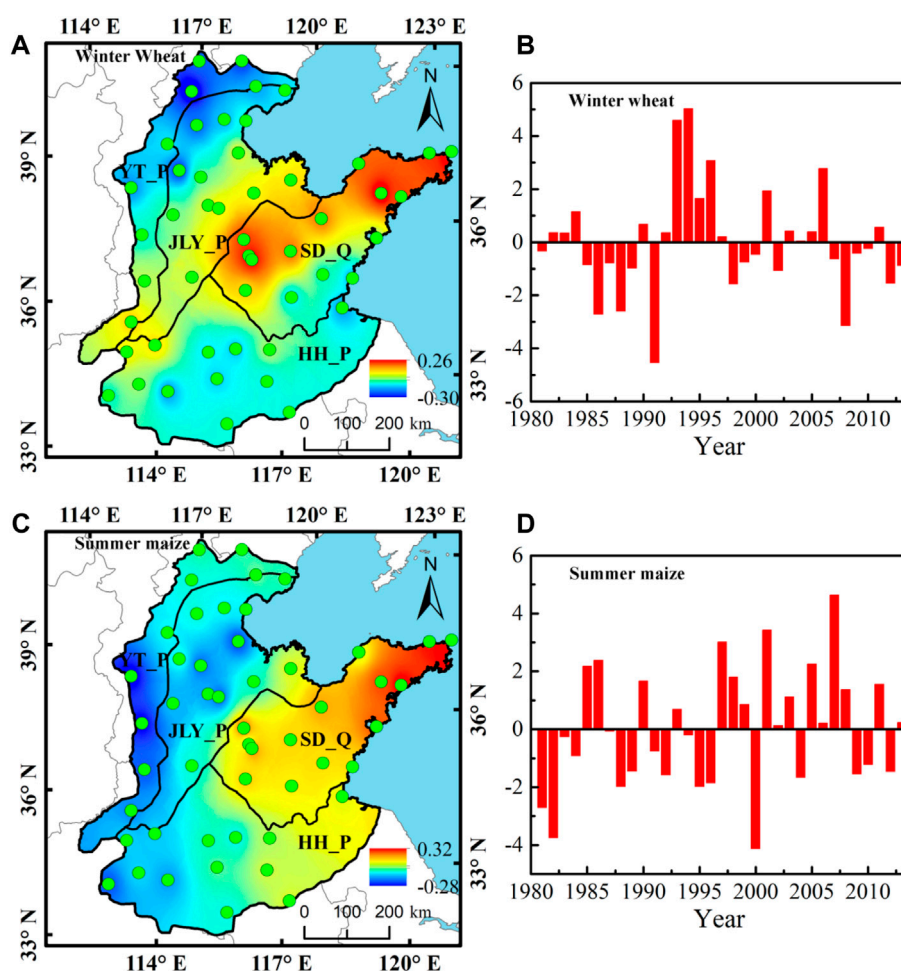 A
114° E 117° E 120° E 123° E
Winter Wheat
N
39° N
36° N
33° N
36° N
33° N
YT_P
JLY_P
SD_Q
HH_P
0.26
-0.30
0 100 200
km
114° E 117° E 120° E
B
6
4
2
0
-2
-4
-6
Winter wheat
1980 1985 1990 1995 2000 2005 2010
Year
C
114° E 117° E 120° E 123° E
Summer maize
N
39° N
36° N
33° N
36° N
33° N
YT_P
JLY_P
SD_Q
HH_P
0.32
-0.28
0 100 200
km
114° E 117° E 120° E
D
6
4
2
0
-2
-4
Summer maize
1980 1985 1990 1995 2000 2005 2010
Year